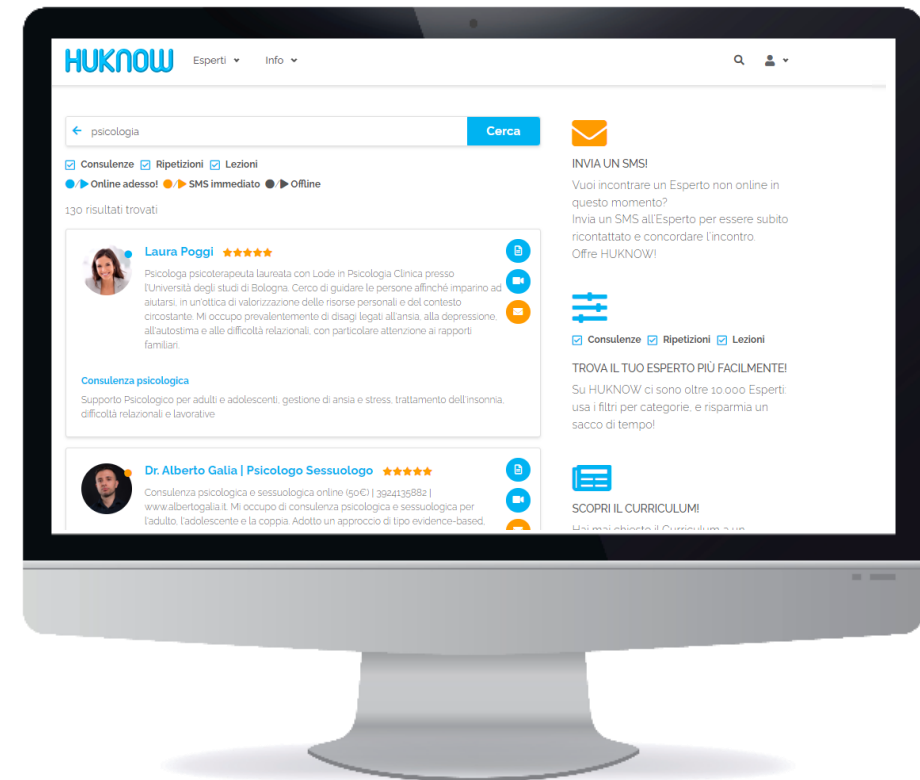 HUKNOW
Esperti
Info
psicologia
Cerca
Consulenze Ripetizioni Lezioni
/ Online adesso! / SMS immediato / Offline
130 risultati trovati
Laura Poggi
Psicologa psicoterapeuta laureata con Lode in Psicologia Clinica presso
l'Università degli studi di Bologna. Cerco di guidare le persone affinché imparino ad
aiutarsi, in un'ottica di valorizzazione delle risorse personali e del contesto
circostante. Mi occupo prevalentemente di disagi legati all'ansia, alla depressione,
all'autostima e alle difficoltà relazionali, con particolare attenzione ai rapporti
familiari.
Consulenza psicologica
Supporto Psicologico per adulti e adolescenti, gestione di ansia e stress, trattamento dell'insonnia,
difficoltà relazionali e lavorative
Dr. Alberto Galia | Psicologo Sessuologo
Consulenza psicologica e sessuologica online (50€) | 3924135882 |
www.albertogalia.it. Mi occupo di consulenza psicologica e sessuologica per
l'adulto, l'adolescente e la coppia. Adotto un approccio di tipo evidence-based,
INVIA UN SMS!
Vuoi incontrare un Esperto non online in
questo momento?
Invia un SMS all'Esperto per essere subito
ricontattato e concordare l'incontro.
Offre HUKNOW!
Consulenze Ripetizioni Lezioni
TROVA IL TUO ESPERTO PIÙ FACILMENTE!
Su HUKNOW ci sono oltre 10.000 Esperti:
usa i filtri per categorie, e risparmia un
sacco di tempo!
SCOPRI IL CURRICULUM!
Hai mai chiesto il Curriculum a un